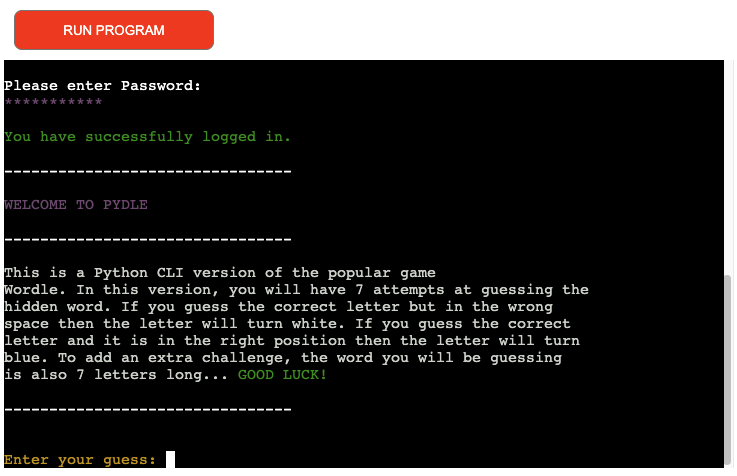 RUN PROGRAM
Please enter Password:
***********
You have successfully logged in.
--------------------------------
WELCOME TO PYDLE
--------------------------------
This is a Python CLI version of the popular game
Wordle. In this version, you will have 7 attempts at guessing the
hidden word. If you guess the correct letter but in the wrong
space then the letter will turn white. If you guess the correct
letter and it is in the right position then the letter will turn
blue. To add an extra challenge, the word you will be guessing
is also 7 letters long... GOOD LUCK!
--------------------------------
Enter your guess: